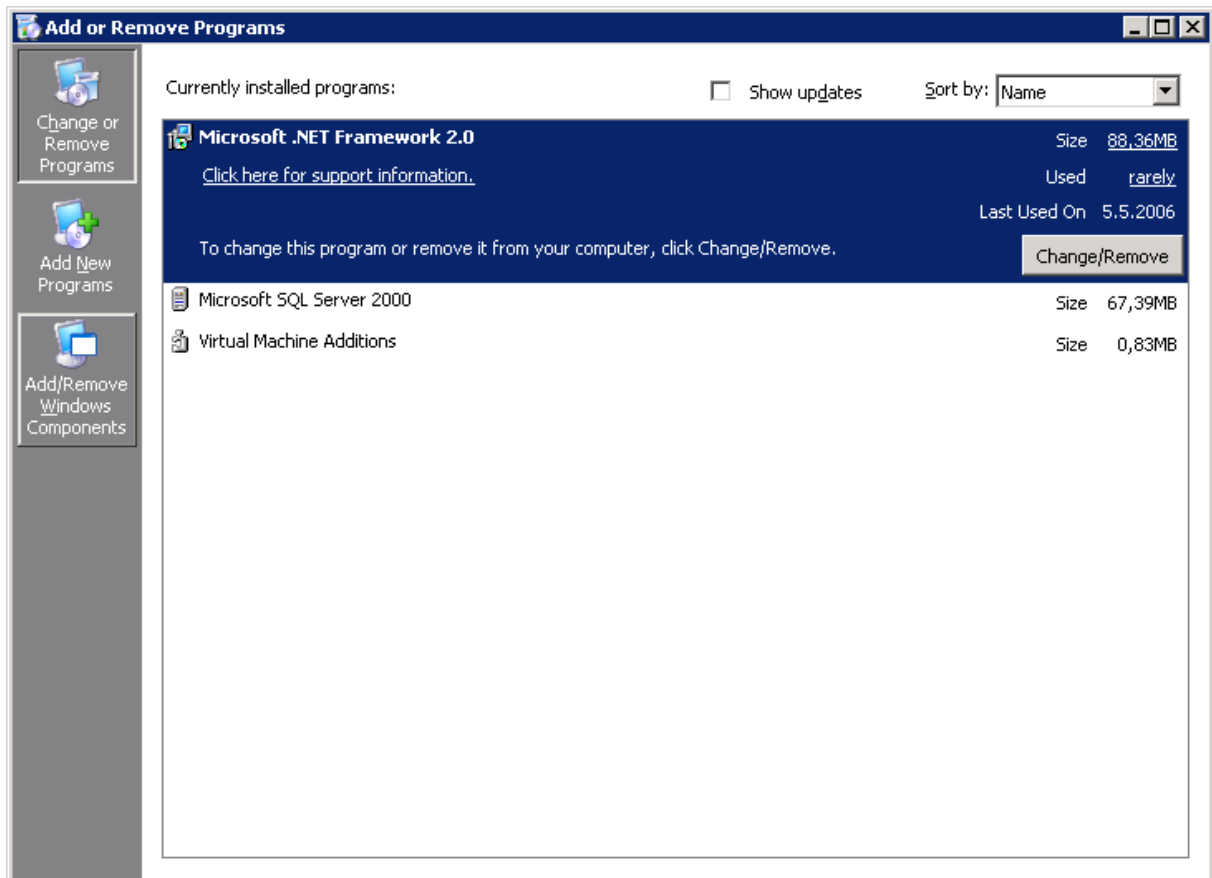 Add or Remove Programs
Change or
Remove
Programs
Add New
Programs
Add/Remove
Windows
Components
Currently installed programs:
Show updates
Sort by: Name
Microsoft .NET Framework 2.0
Size 88,36MB
Click here for support information.
Used rarely
Last Used On 5.5.2006
To change this program or remove it from your computer, click Change/Remove.
Change/Remove
Microsoft SQL Server 2000
Size 67,39MB
Virtual Machine Additions
Size 0,83MB